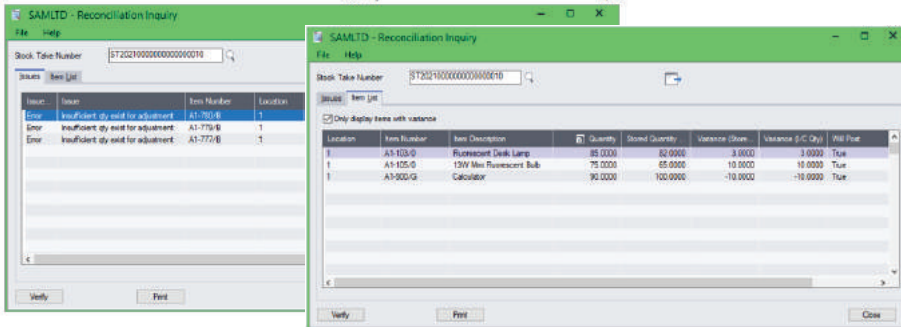 SAMLTD - Reconciliation Inquiry
File Help
Stock Take Number ST20210000000000000010
Issues Item List
Issue... Issue Item Number Location
Error Insufficient qty exist for adjustment A1-760/B 1
Error Insufficient qty exist for adjustment A1-779/B 1
Error Insufficient qty exist for adjustment A1-777/B 1
Verify Print
SAMLTD - Reconciliation Inquiry
File Help
Stock Take Number
Issues Item List
Only display items with variance
Location Item Number Item Description Quantity Stored Quantity Variance (Store... Variance (I/C Qty) Will Post
1 A1-103/0 Fluorescent Desk Lamp 85.0000 82.0000 3.0000 3.0000 True
1 A1-105/0 13W Mini Fluorescent Bulb 75.0000 65.0000 10.0000 10.0000 True
1 A1-900/G Calculator 90.0000 100.0000 -10.0000 -10.0000 True
Verify Print Close